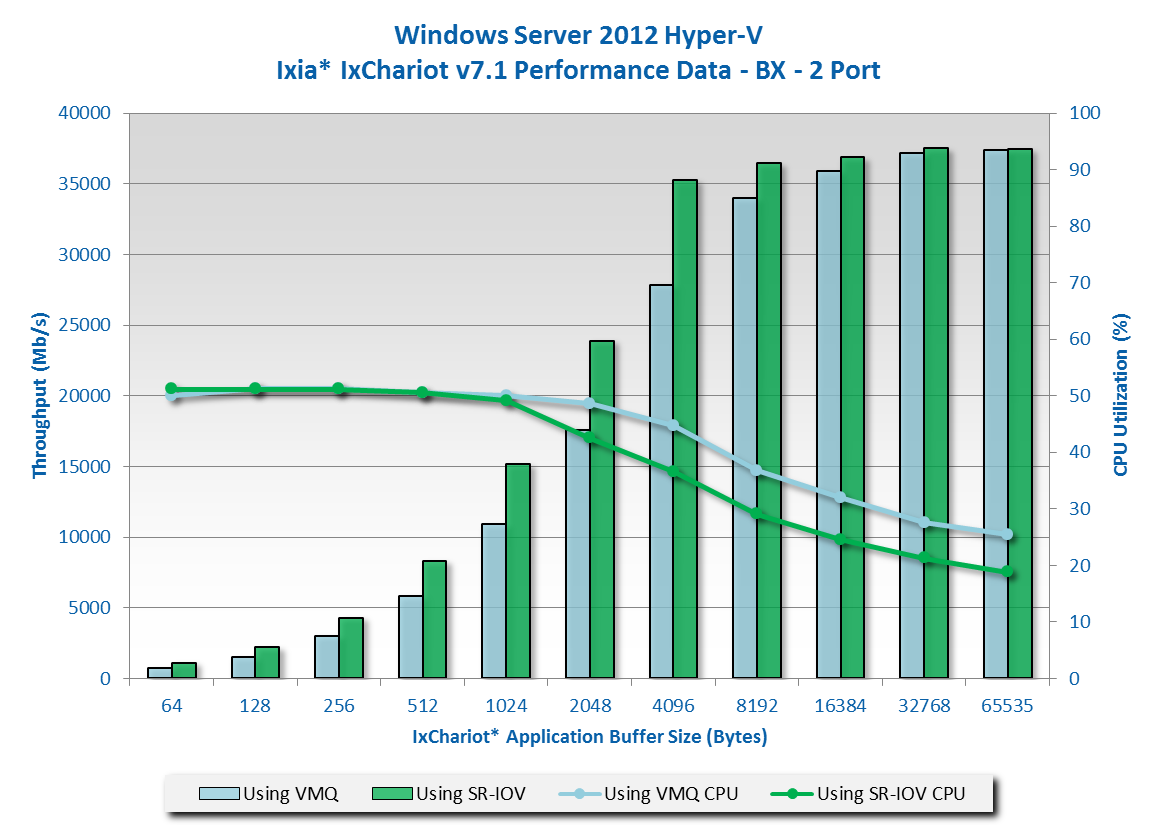 Windows Server 2012 Hyper-V
Ixia* IxChariot v7.1 Performance Data - BX - 2 Port
40000
35000
30000
25000
20000
15000
10000
5000
0
Throughput (Mb/s)
100
90
80
70
60
50
40
30
20
10
0
CPU Utilization (%)
64 128 256 512 1024 2048 4096 8192 16384 32768 65535
IxChariot* Application Buffer Size (Bytes)
Using VMQ Using SR-IOV Using VMQ CPU Using SR-IOV CPU